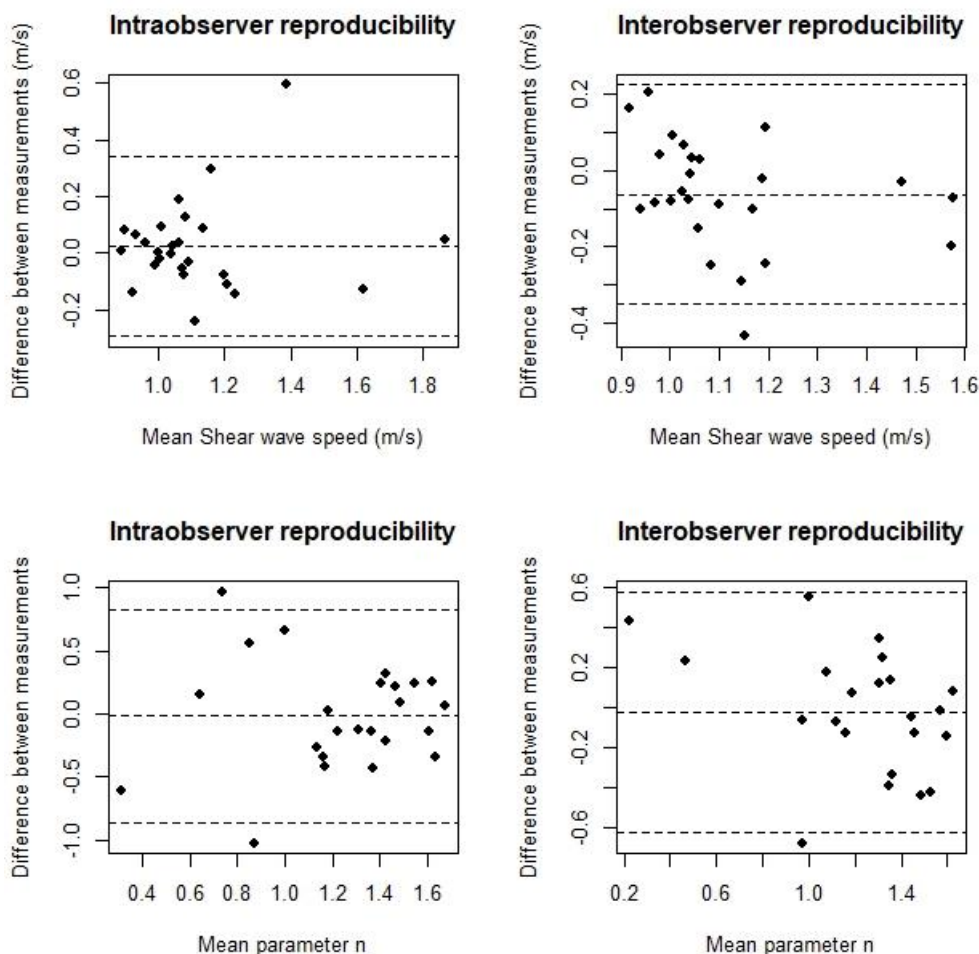 Intraobserver reproducibility
Difference between measurements (m/s)
0.6
0.4
0.2
0.0
-0.2
1.0 1.2 1.4 1.6 1.8
Mean Shear wave speed (m/s)
Interobserver reproducibility
Difference between measurements (m/s)
0.2
0.0
-0.2
-0.4
0.9 1.0 1.1 1.2 1.3 1.4 1.5 1.6
Mean Shear wave speed (m/s)
Intraobserver reproducibility
Difference between measurements
1.0
0.5
0.0
-0.5
-1.0
0.4 0.6 0.8 1.0 1.2 1.4 1.6
Mean parameter n
Interobserver reproducibility
Difference between measurements
0.6
0.2
-0.2
-0.6
0.2 0.6 1.0 1.4
Mean parameter n